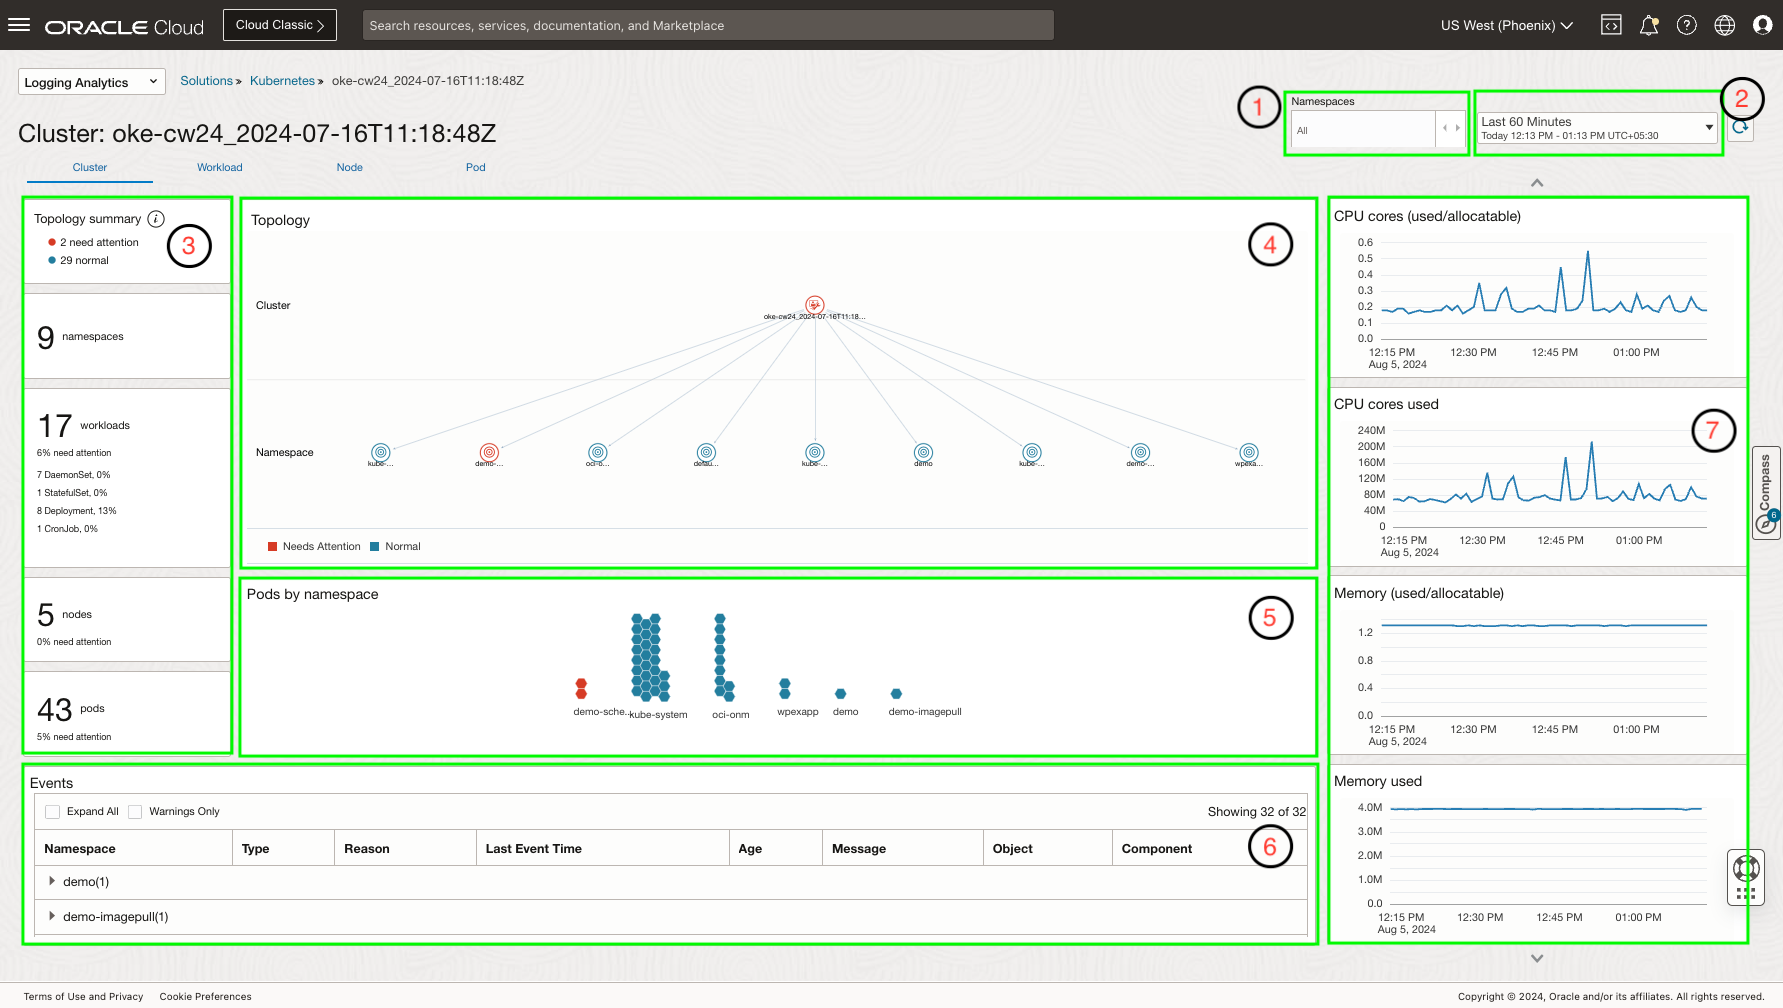 ORACLE Cloud
Cloud Classic
Search resources, services, documentation, and Marketplace
US West (Phoenix)
Logging Analytics
Solutions » Kubernetes » oke-cw24_2024-07-16T11:18:48Z
Cluster: oke-cw24_2024-07-16T11:18:48Z
1
Namespaces
All
2
Last 60 Minutes
Today 12:13 PM - 01:13 PM UTC+05:30
Cluster
Workload
Node
Pod
Topology summary i
2 need attention
29 normal
3
9 namespaces
17 workloads
6% need attention
7 DaemonSet, 0%
1 StatefulSet, 0%
8 Deployment, 13%
1 CronJob, 0%
5 nodes
0% need attention
43 pods
5% need attention
Topology
4
Cluster
oke-cw24_2024-07-16T11:18...
Namespace
kube-...
demo-...
oci-o...
defau...
kube-...
demo
kube-...
demo-...
wpexa...
Needs Attention
Normal
Pods by namespace
5
demo-sche...
kube-system
oci-onm
wpexapp
demo
demo-imagepull
Events
Expand All
Warnings Only
Showing 32 of 32
6
Namespace
Type
Reason
Last Event Time
Age
Message
Object
Component
demo(1)
demo-imagepull(1)
CPU cores (used/allocatable)
0.6
0.5
0.4
0.3
0.2
0.1
0.0
12:15 PM
12:30 PM
12:45 PM
01:00 PM
Aug 5, 2024
CPU cores used
7
240M
200M
160M
120M
80M
40M
0
12:15 PM
12:30 PM
12:45 PM
01:00 PM
Aug 5, 2024
Memory (used/allocatable)
1.2
0.8
0.4
0.0
12:15 PM
12:30 PM
12:45 PM
01:00 PM
Aug 5, 2024
Memory used
4.0M
3.0M
2.0M
1.0M
0.0
12:15 PM
12:30 PM
12:45 PM
01:00 PM
Aug 5, 2024
Compass
6
Terms of Use and Privacy
Cookie Preferences
Copyright © 2024, Oracle and/or its affiliates. All rights reserved.